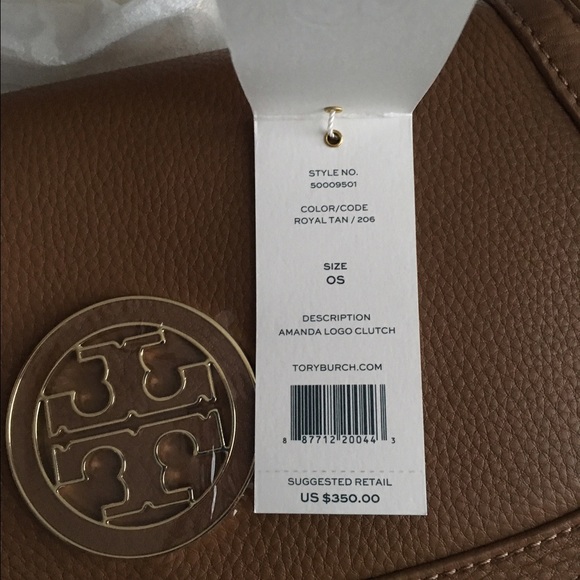 STYLE NO.
50009501
COLOR/CODE
ROYAL TAN / 206
SIZE
OS
DESCRIPTION
AMANDA LOGO CLUTCH
TORYBURCH.COM
8 87712 20044 3
SUGGESTED RETAIL
US $350.00